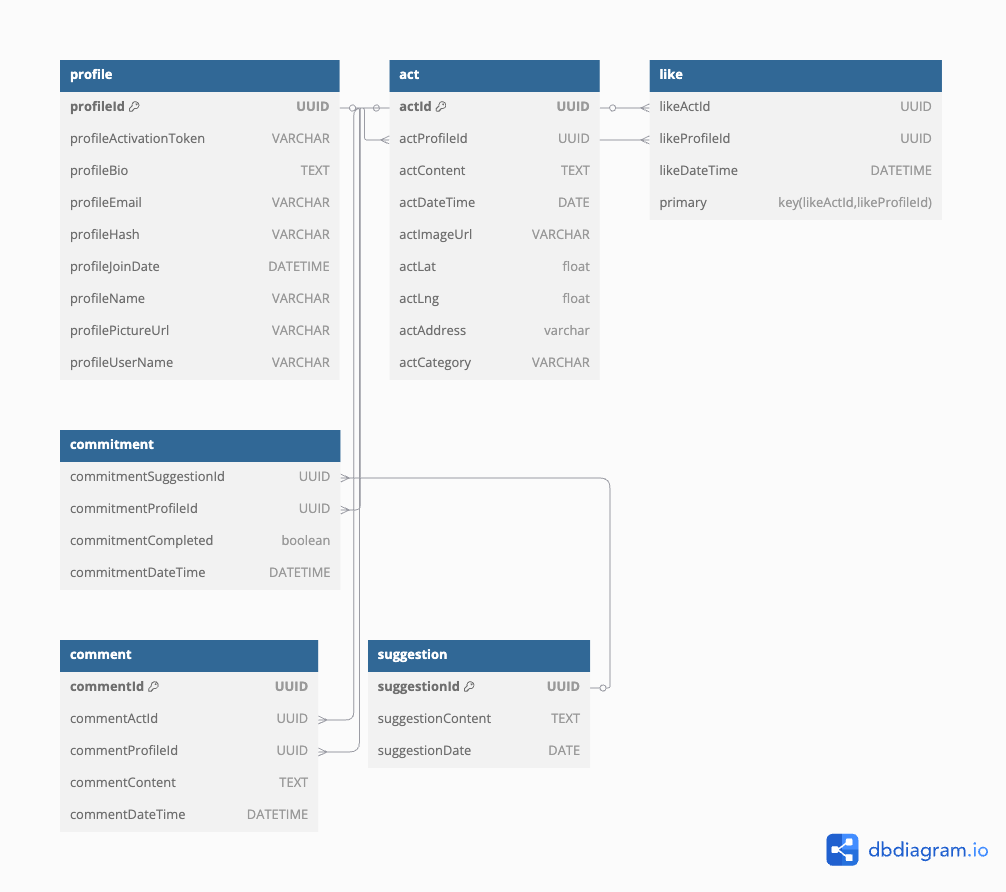 profile
profileId UUID
profileActivationToken VARCHAR
profileBio TEXT
profileEmail VARCHAR
profileHash VARCHAR
profileJoinDate DATETIME
profileName VARCHAR
profilePictureUrl VARCHAR
profileUserName VARCHAR
act
actId UUID
actProfileId UUID
actContent TEXT
actDateTime DATE
actImageUrl VARCHAR
actLat float
actLng float
actAddress varchar
actCategory VARCHAR
like
likeActId UUID
likeProfileId UUID
likeDateTime DATETIME
primary key(likeActId,likeProfileId)
commitment
commitmentSuggestionId UUID
commitmentProfileId UUID
commitmentCompleted boolean
commitmentDateTime DATETIME
comment
commentId UUID
commentActId UUID
commentProfileId UUID
commentContent TEXT
commentDateTime DATETIME
suggestion
suggestionId UUID
suggestionContent TEXT
suggestionDate DATE
dbdiagram.io